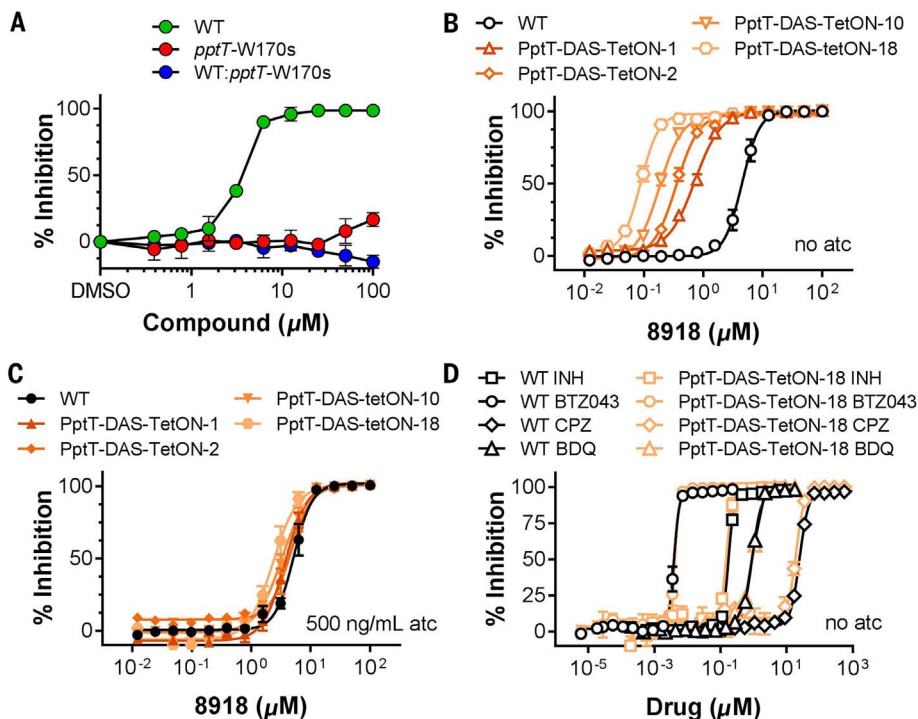 A
WT
pptT-W170s
WT:pptT-W170s
% Inhibition
100
50
0
DMSO
1
10
100
Compound (µM)
B
WT
PptT-DAS-TetON-10
PptT-DAS-TetON-1
PptT-DAS-tetON-18
PptT-DAS-TetON-2
% Inhibition
100
50
0
no atc
10-2
10-1
100
101
102
8918 (µM)
C
WT
PptT-DAS-tetON-10
PptT-DAS-TetON-1
PptT-DAS-tetON-18
PptT-DAS-TetON-2
% Inhibition
100
50
0
500 ng/mL atc
10-2
10-1
100
101
102
8918 (µM)
D
WT INH
PptT-DAS-TetON-18 INH
WT BTZ043
PptT-DAS-TetON-18 BTZ043
WT CPZ
PptT-DAS-TetON-18 CPZ
WT BDQ
PptT-DAS-TetON-18 BDQ
% Inhibition
100
75
50
25
0
no atc
10-5
10-3
10-1
101
103
Drug (µM)